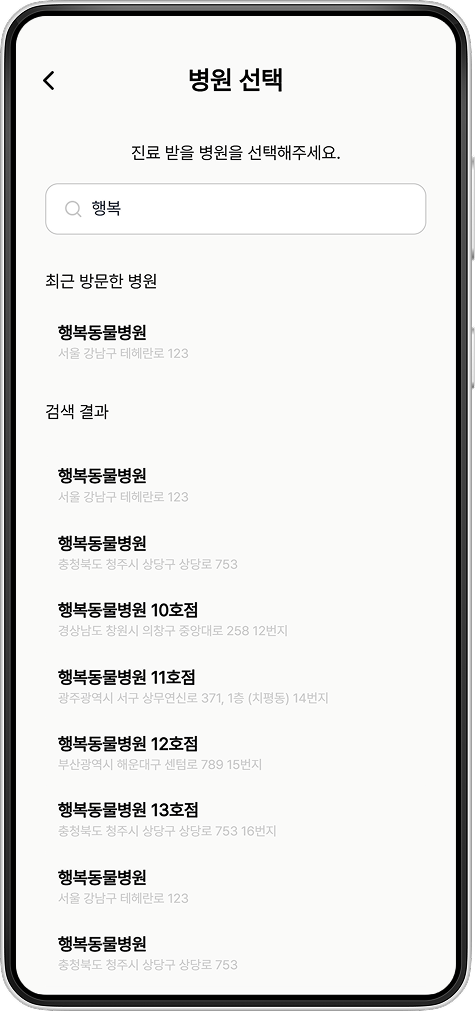 병원 선택
진료 받을 병원을 선택해주세요.
행복
최근 방문한 병원
행복동물병원
서울 강남구 테헤란로 123
검색 결과
행복동물병원
서울 강남구 테헤란로 123
행복동물병원
충청북도 청주시 상당구 상당로 753
행복동물병원 10호점
경상남도 창원시 의창구 중앙대로 258 12번지
행복동물병원 11호점
광주광역시 서구 상무연신로 371, 1층 (치평동) 14번지
행복동물병원 12호점
부산광역시 해운대구 센텀로 789 15번지
행복동물병원 13호점
충청북도 청주시 상당구 상당로 753 16번지
행복동물병원
서울 강남구 테헤란로 123
행복동물병원
충청북도 청주시 상당구 상당로 753